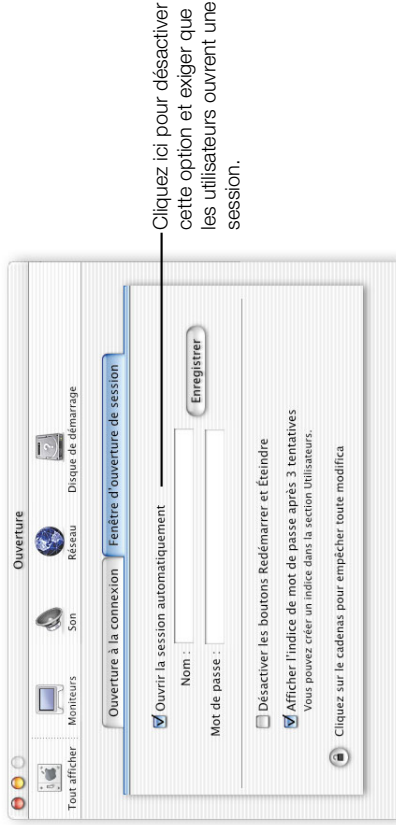 Ouverture
Tout afficher
Moniteurs
Son
Réseau
Disque de démarrage
Ouverture à la connexion
Fenêtre d'ouverture de session
Ouvrir la session automatiquement
Nom :
Mot de passe :
Enregistrer
Désactiver les boutons Redémarrer et Éteindre
Afficher l'indice de mot de passe après 3 tentatives
Vous pouvez créer un indice dans la section Utilisateurs.
Cliquez sur le cadenas pour empêcher toute modifica
Cliquez ici pour désactiver
cette option et exiger que
les utilisateurs ouvrent une
session.